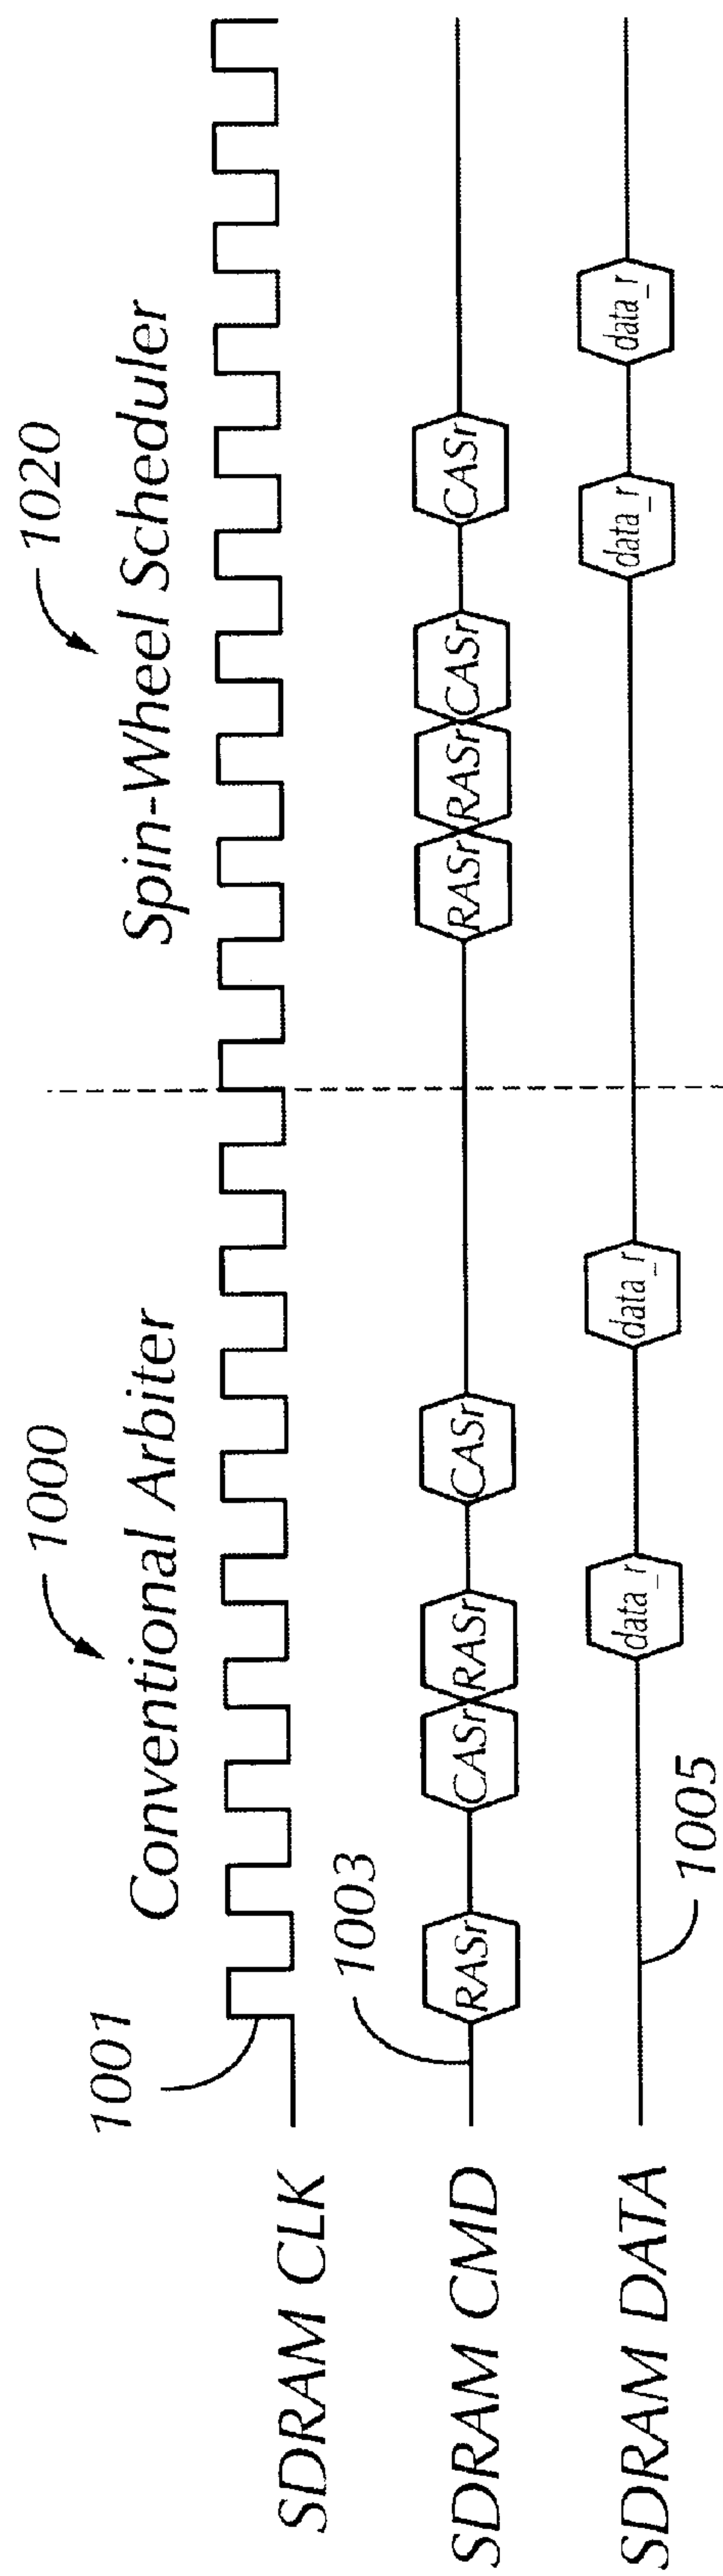 1000
1020
Conventional Arbiter
Spin-Wheel Scheduler
1001
SDRAM CLK
1003
SDRAM CMD
RASr
CASr
RASr
CASr
RASr
RASr
CASr
CASr
SDRAM DATA
1005
data_r
data_r
data_r
data_r